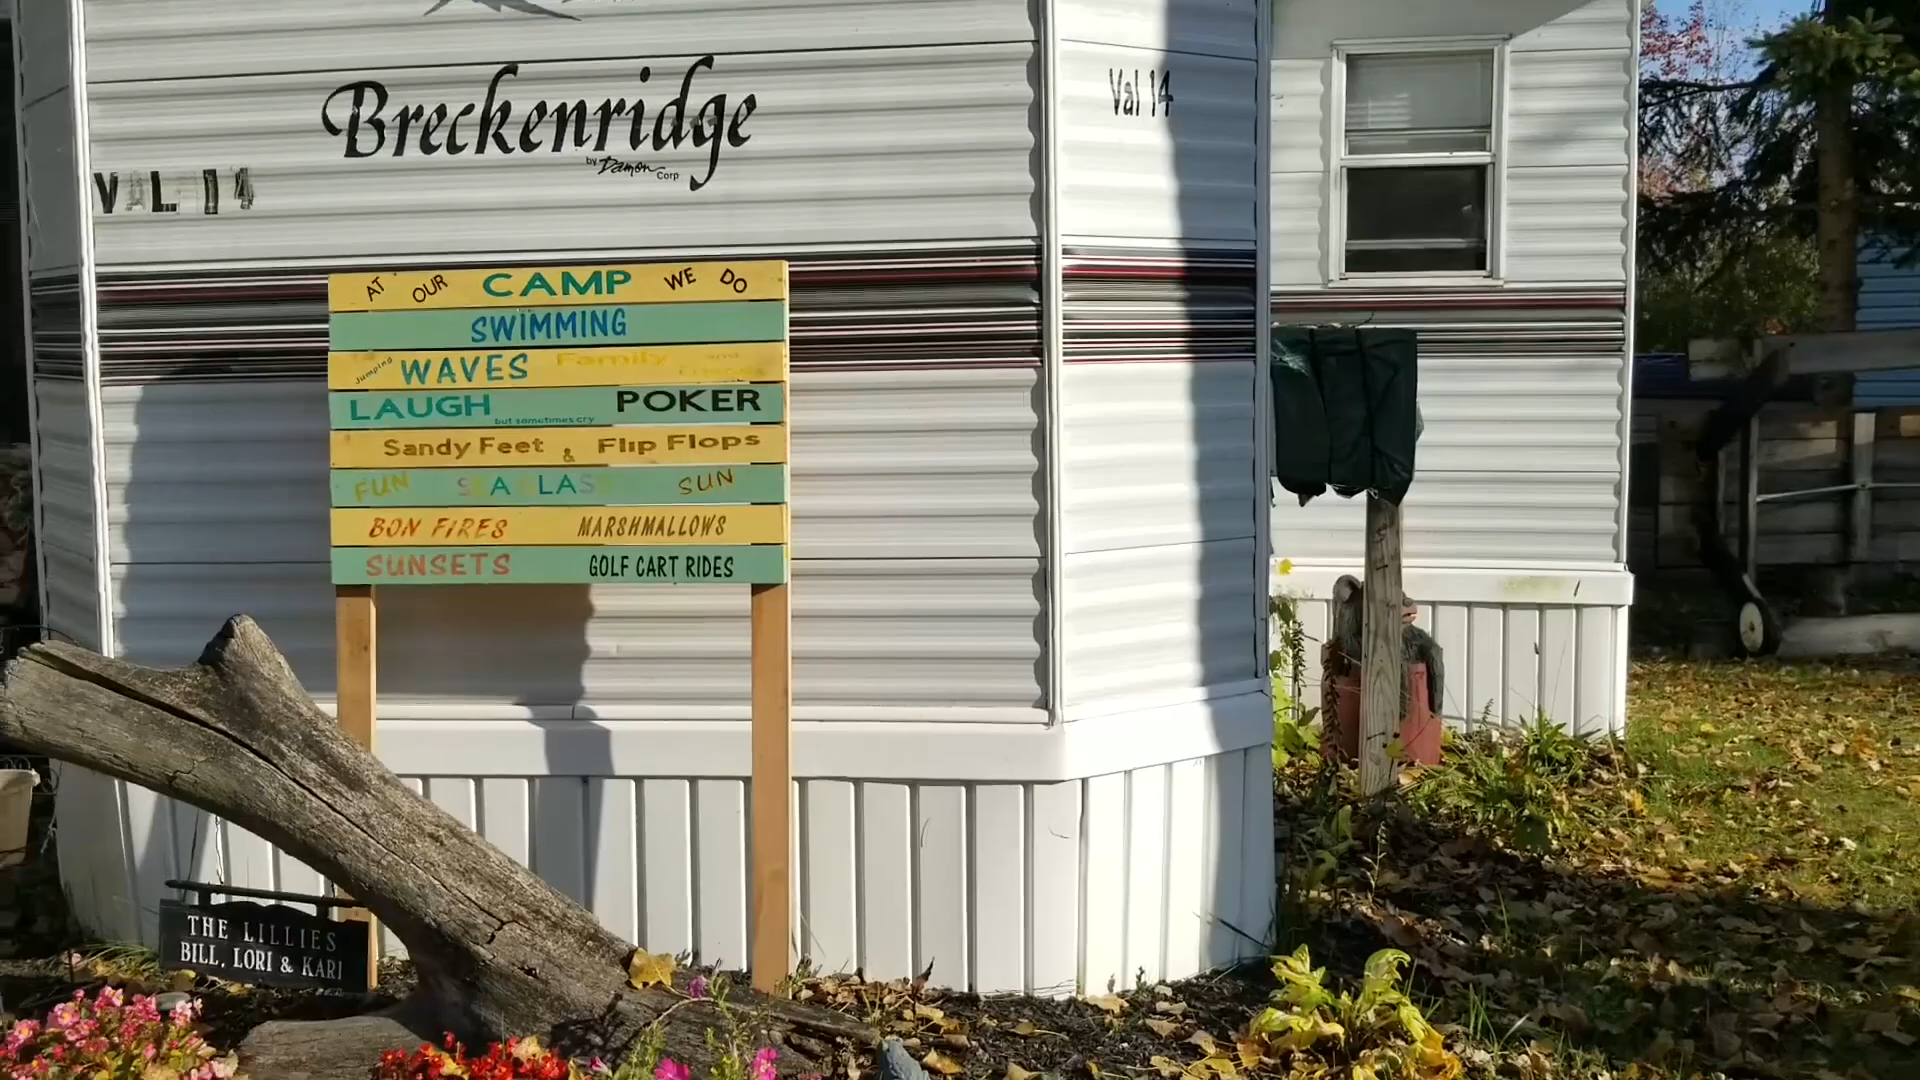 Breckenridge
by Damon Corp
Val 14
VAL 14
AT OUR CAMP WE DO
SWIMMING
Jumping WAVES Family and Friends
LAUGH but sometimes cry POKER
Sandy Feet & Flip Flops
FUN SEA GLASS SUN
BON FIRES MARSHMALLOWS
SUNSETS GOLF CART RIDES
THE LILLIES
BILL, LORI & KARI